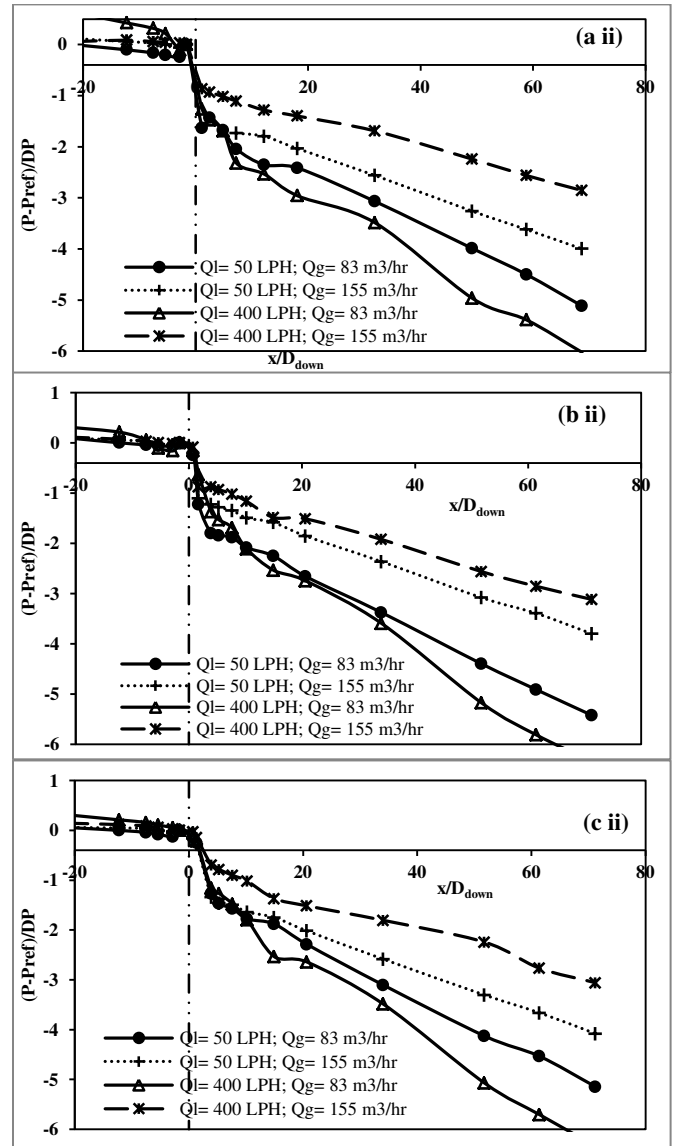 (a ii)
0
-20 0 20 40 60 80
-1
-2
-3
-4
-5
-6
(P-Pref)/DP
Ql= 50 LPH; Qg= 83 m3/hr
Ql= 50 LPH; Qg= 155 m3/hr
Ql= 400 LPH; Qg= 83 m3/hr
Ql= 400 LPH; Qg= 155 m3/hr
x/Ddown
1
(b ii)
0
-20 0 20 40 60 80
x/Ddown
-1
-2
-3
-4
-5
-6
(P-Pref)/DP
Ql= 50 LPH; Qg= 83 m3/hr
Ql= 50 LPH; Qg= 155 m3/hr
Ql= 400 LPH; Qg= 83 m3/hr
Ql= 400 LPH; Qg= 155 m3/hr
1
(c ii)
0
-20 0 20 40 60 80
x/Ddown
-1
-2
-3
-4
-5
-6
(P-Pref)/DP
Ql= 50 LPH; Qg= 83 m3/hr
Ql= 50 LPH; Qg= 155 m3/hr
Ql= 400 LPH; Qg= 83 m3/hr
Ql= 400 LPH; Qg= 155 m3/hr